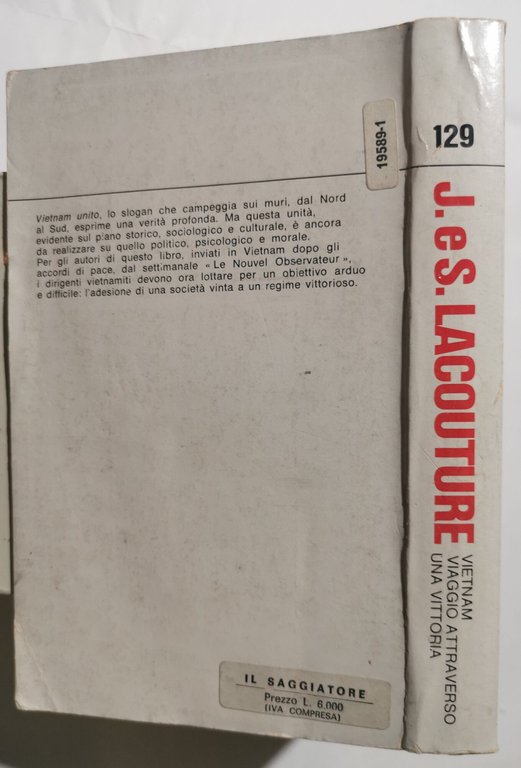 Vietnam unito, lo slogan che campeggia sui muri, dal Nord
al Sud, esprime una verità profonda. Ma questa unità,
evidente sul piano storico, sociologico e culturale, è ancora
da realizzare su quello politico, psicologico e morale.
Per gli autori di questo libro, inviati in Vietnam dopo gli
accordi di pace, dal settimanale « Le Nouvel Observateur »,
i dirigenti vietnamiti devono ora lottare per un obiettivo arduo
e difficile: l'adesione di una società vinta a un regime vittorioso.
19589-1
IL SAGGIATORE
Prezzo L. 6.000
(IVA COMPRESA)
129
J. e S. LACOUTURE
VIETNAM
VIAGGIO ATTRAVERSO
UNA VITTORIA